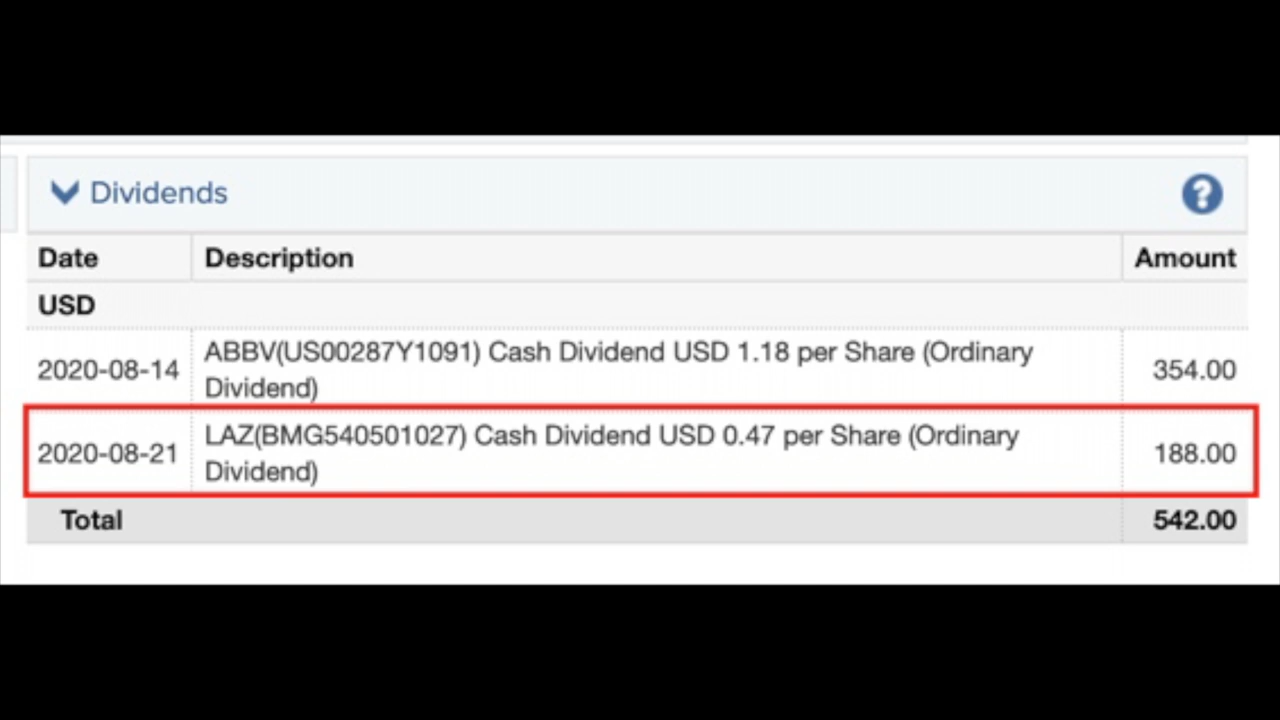 Dividends
?
Date Description Amount
USD
2020-08-14 ABBV(US00287Y1091) Cash Dividend USD 1.18 per Share (Ordinary
Dividend) 354.00
2020-08-21 LAZ(BMG540501027) Cash Dividend USD 0.47 per Share (Ordinary
Dividend) 188.00
Total 542.00